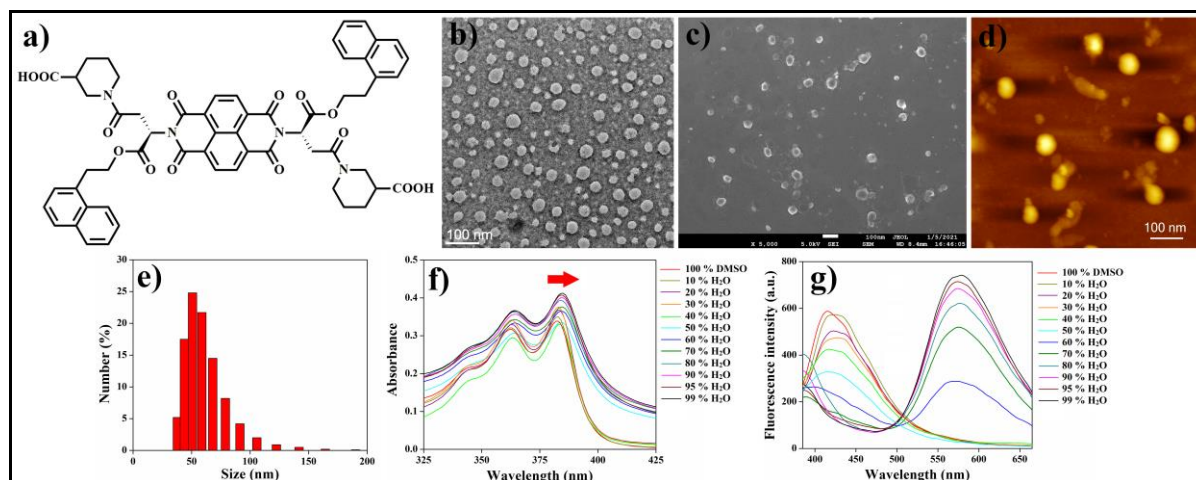 a)
HOOC
N
O
O
O
O
N
O
O
O
O
N
O
O
O
N
COOH
b)
100 nm
c)
100nm JEOL 1/5/2021
X 5,000 5.0kV SEI SEM WD 8.4mm 16:46:05
d)
100 nm
e)
Number (%)
30
25
20
15
10
5
0
0 50 100 150 200
Size (nm)
f)
Absorbance
0.5
0.4
0.3
0.2
0.1
0.0
325 350 375 400 425
Wavelength (nm)
100 % DMSO
10 % H₂O
20 % H₂O
30 % H₂O
40 % H₂O
50 % H₂O
60 % H₂O
70 % H₂O
80 % H₂O
90 % H₂O
95 % H₂O
99 % H₂O
g)
Fluorescence intensity (a.u.)
800
600
400
200
0
400 450 500 550 600 650
Wavelength (nm)
100 % DMSO
10 % H₂O
20 % H₂O
30 % H₂O
40 % H₂O
50 % H₂O
60 % H₂O
70 % H₂O
80 % H₂O
90 % H₂O
95 % H₂O
99 % H₂O